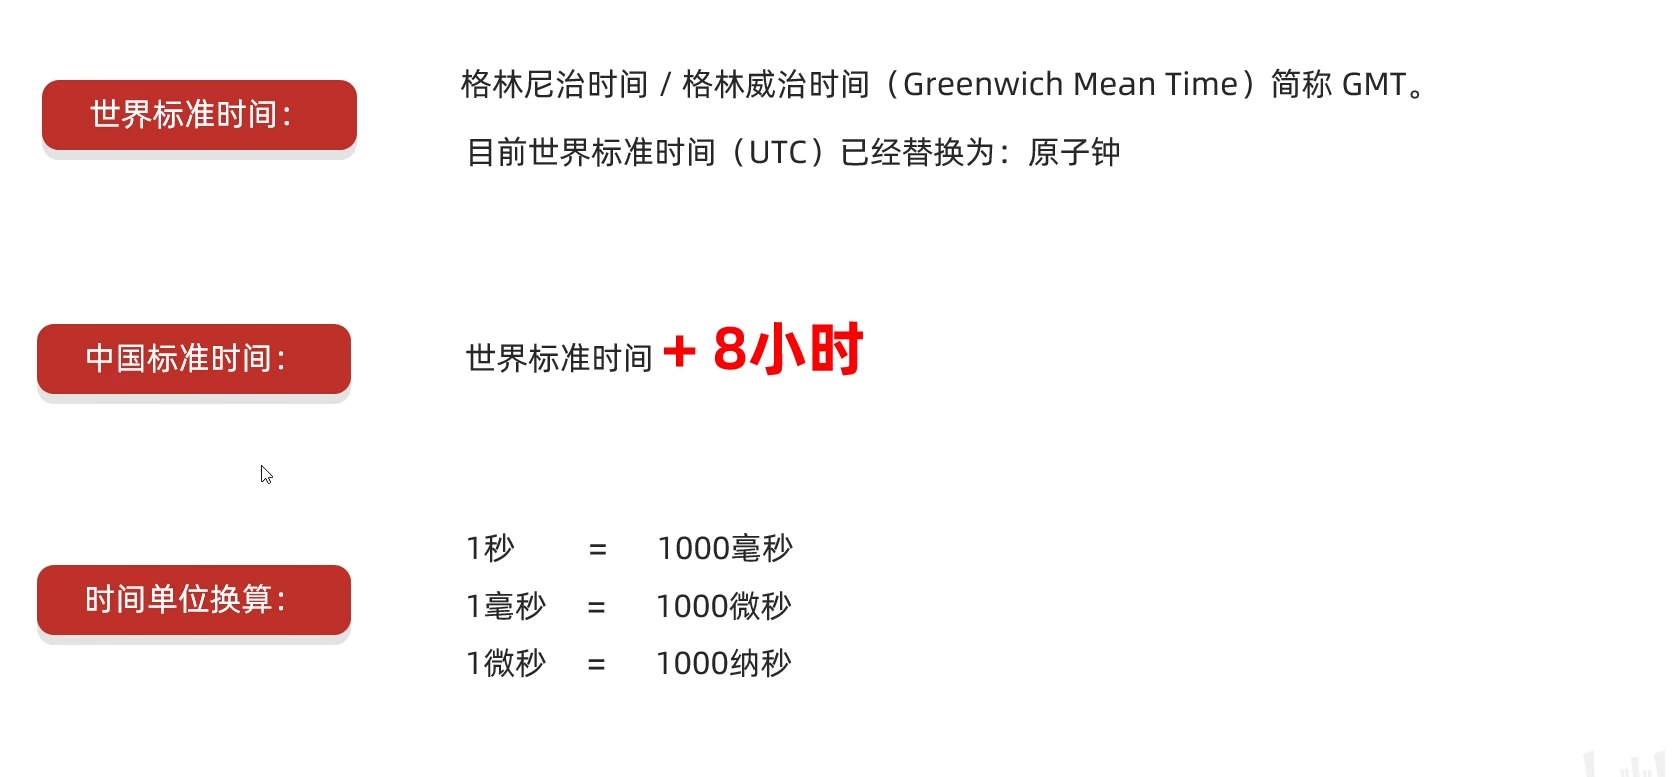 世界标准时间：
格林尼治时间 / 格林威治时间（Greenwich Mean Time）简称 GMT。
目前世界标准时间（UTC）已经替换为：原子钟
中国标准时间：
世界标准时间 + 8小时
时间单位换算：
1秒 = 1000毫秒
1毫秒 = 1000微秒
1微秒 = 1000纳秒